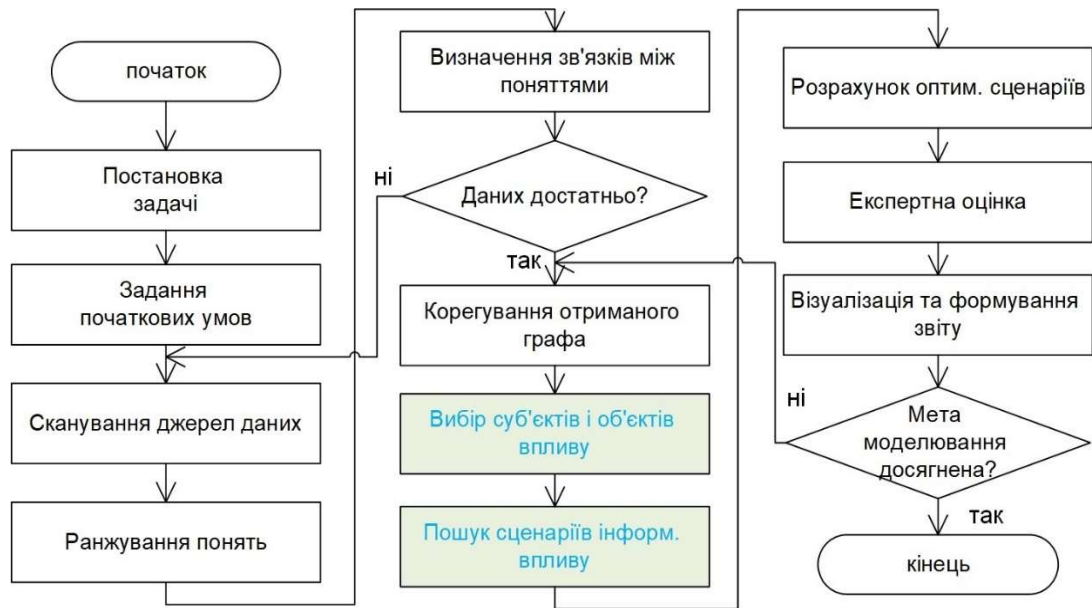 початок
Постановка
задачі
Задання
початкових умов
Сканування джерел даних
Ранжування понять
Визначення зв'язків між
поняттями
ні
Даних достатньо?
так
Корегування отриманого
графа
Вибір суб'єктів і об'єктів
впливу
Пошук сценаріїв інформ.
впливу
Розрахунок оптим. сценаріїв
Експертна оцінка
Візуалізація та формування
звіту
ні
Мета
моделювання
досягнена?
так
кінець